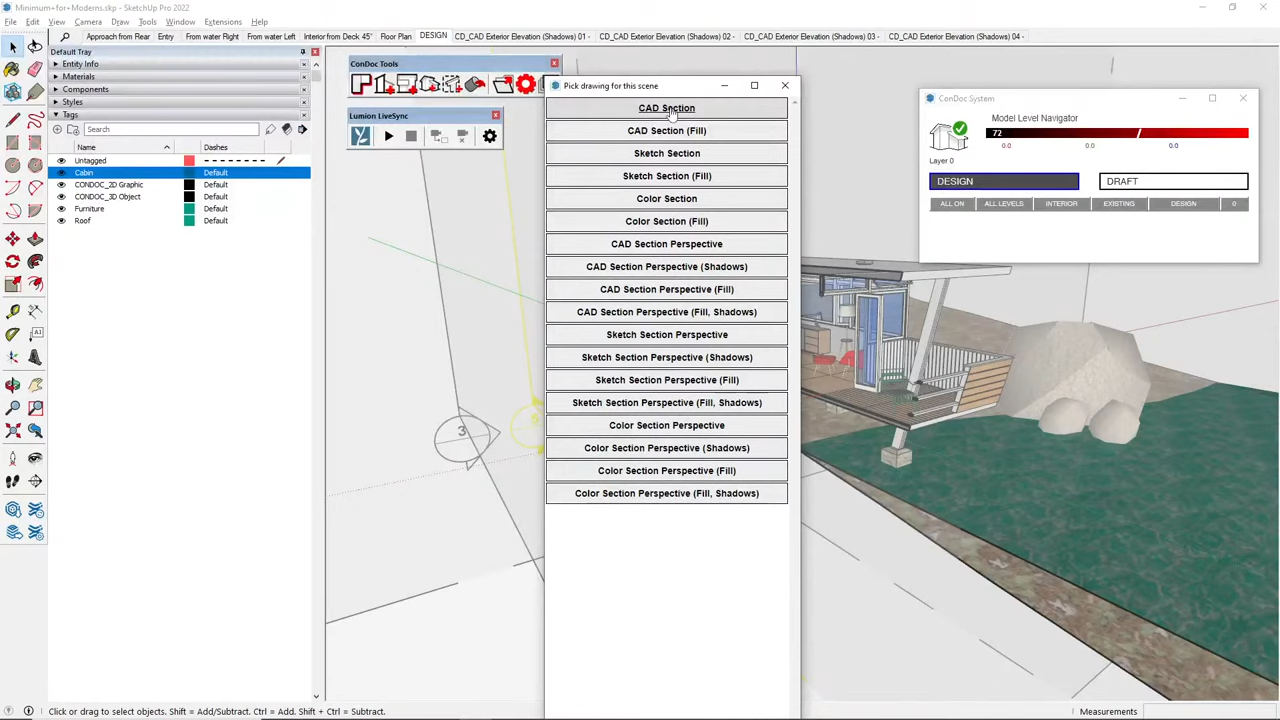 Minimum+for+Moderns.skp - SketchUp Pro 2022
File Edit View Camera Draw Tools Window Extensions Help
Approach from Rear Entry From water Right From water Left Interior from Deck 45° Floor Plan DESIGN CD_CAD Exterior Elevation (Shadows) 01 - CD_CAD Exterior Elevation (Shadows) 02 - CD_CAD Exterior Elevation (Shadows) 03 - CD_CAD Exterior Elevation (Shadows) 04 -
Default Tray
Entity Info
Materials
Components
Styles
Tags
Search
Name Dashes
Untagged
Cabin Default
CONDOC_2D Graphic Default
CONDOC_3D Object Default
Furniture Default
Roof Default
ConDoc Tools
Lumion LiveSync
3
Pick drawing for this scene
CAD Section
CAD Section (Fill)
Sketch Section
Sketch Section (Fill)
Color Section
Color Section (Fill)
CAD Section Perspective
CAD Section Perspective (Shadows)
CAD Section Perspective (Fill)
CAD Section Perspective (Fill, Shadows)
Sketch Section Perspective
Sketch Section Perspective (Shadows)
Sketch Section Perspective (Fill)
Sketch Section Perspective (Fill, Shadows)
Color Section Perspective
Color Section Perspective (Shadows)
Color Section Perspective (Fill)
Color Section Perspective (Fill, Shadows)
ConDoc System
Model Level Navigator
72
0.0 0.0 0.0
Layer 0
DESIGN DRAFT
ALL ON ALL LEVELS INTERIOR EXISTING DESIGN 0
Click or drag to select objects. Shift = Add/Subtract. Ctrl = Add. Shift + Ctrl = Subtract.
Measurements